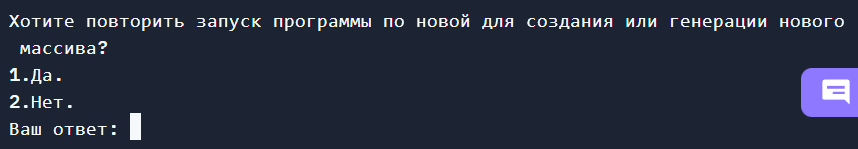 Хотите повторить запуск программы по новой для создания или генерации нового
массива?
1.Да.
2.Нет.
Ваш ответ: